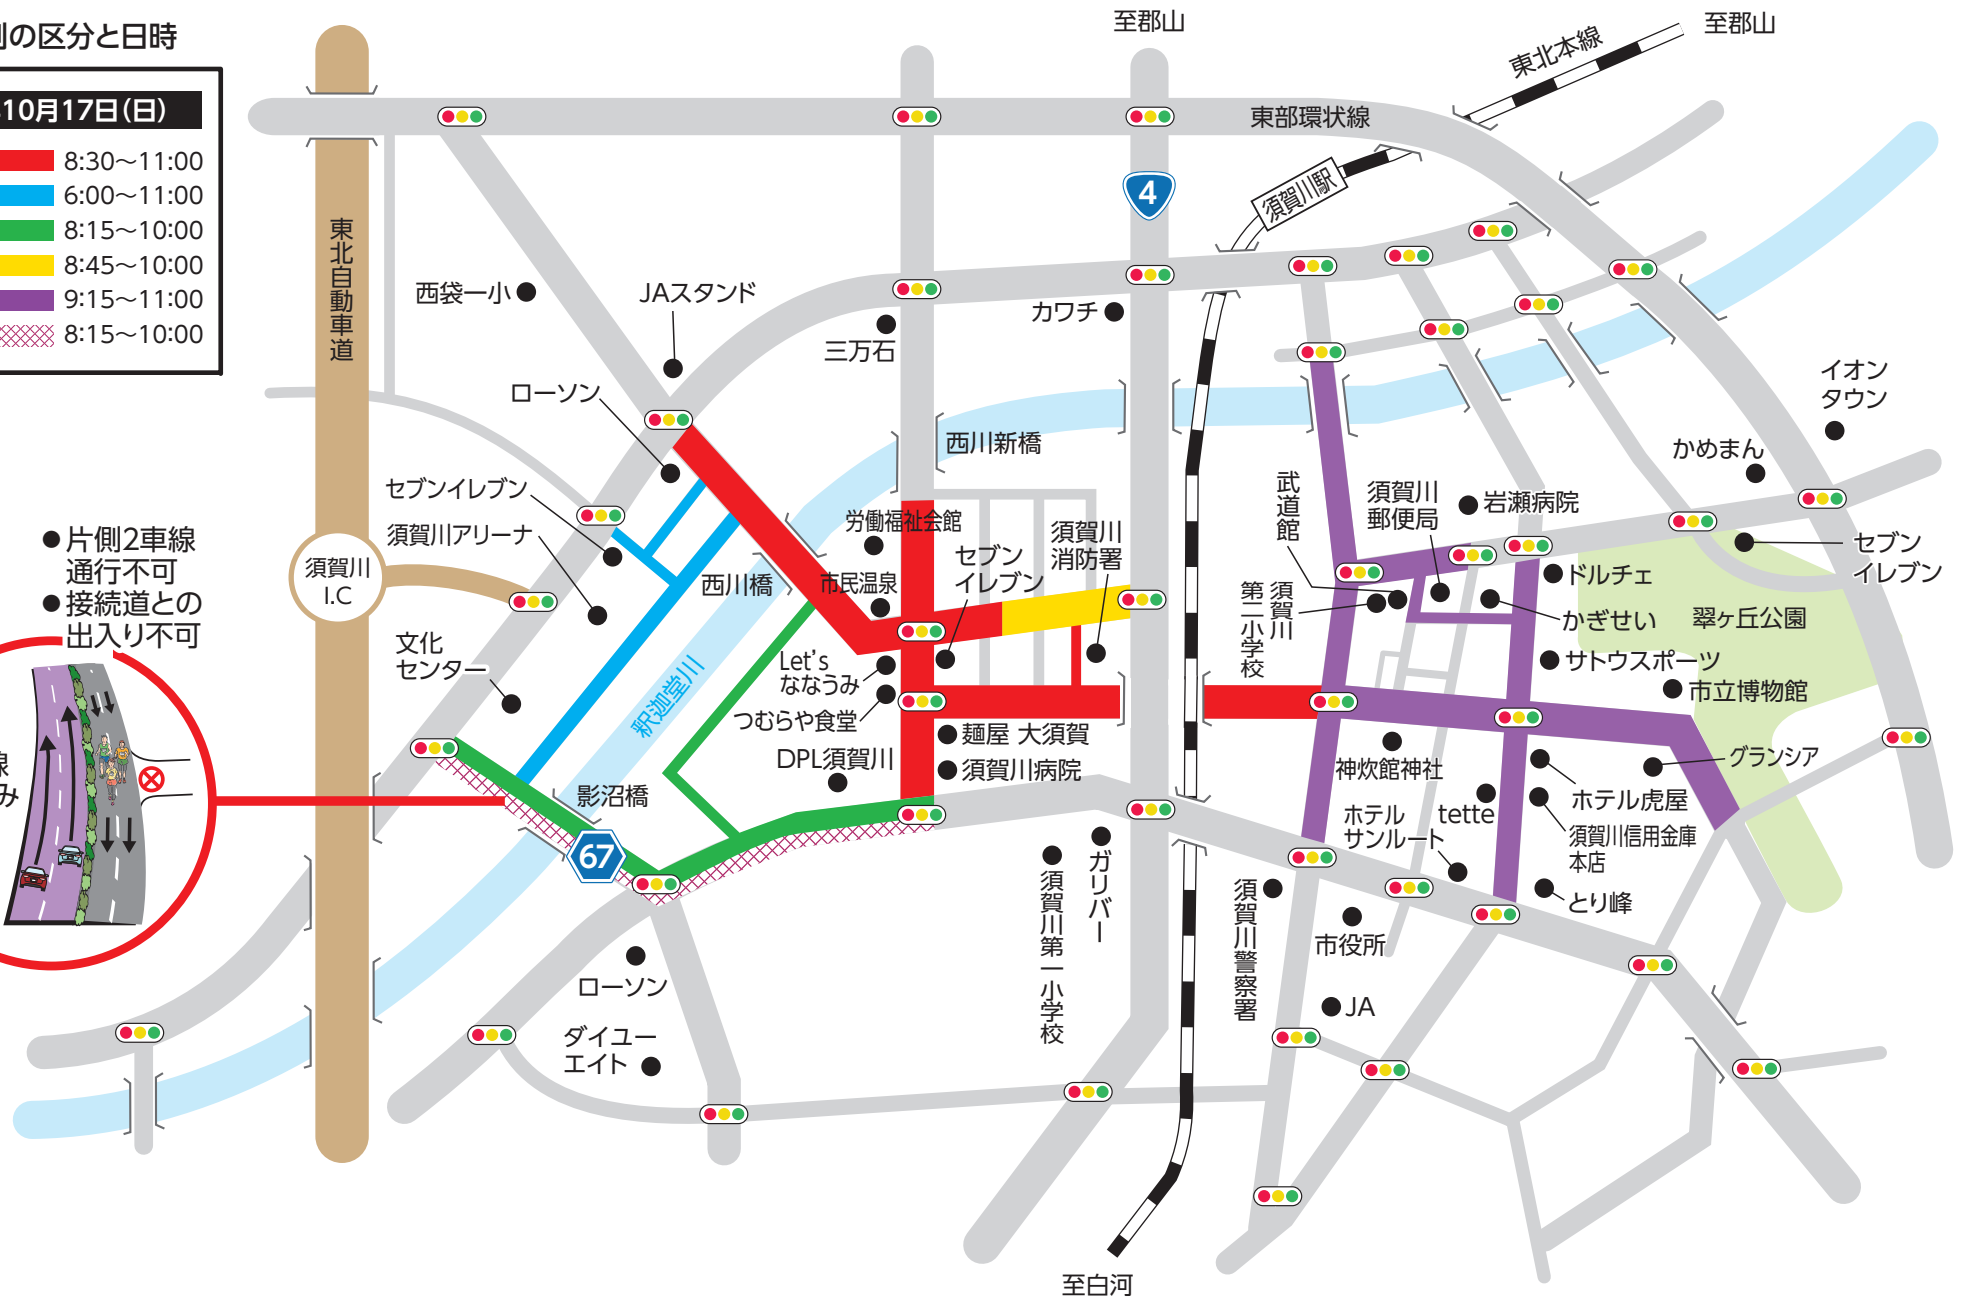 則の区分と日時
10月17日（日）
8:30～11:00
6:00～11:00
8:15～10:00
8:45～10:00
9:15～11:00
8:15～10:00
至郡山
至郡山
東北本線
東部環状線
4
須賀川駅
東北自動車道
西袋一小
JAスタンド
カワチ
三万石
ローソン
イオン
タウン
西川新橋
かめまん
セブンイレブン
須賀川アリーナ
労働福祉会館
須賀川
消防署
セブン
イレブン
武道館
須賀川
郵便局
岩瀬病院
セブン
イレブン
●片側2車線
通行不可
●接続道との
出入り不可
須賀川
I.C
西川橋
市民温泉
ドルチェ
須賀川
第二小学校
かぎせい
翠ヶ丘公園
文化
センター
Let's
ななうみ
サトウスポーツ
市立博物館
釈迦堂川
つむらや食堂
麺屋 大須賀
DPL須賀川
須賀川病院
神炊館神社
グランシア
線
み
影沼橋
ホテル虎屋
tette
ホテル
サンルート
須賀川信用金庫
本店
67
ガリバー
須賀川第一小学校
とり峰
須賀川警察署
市役所
ローソン
JA
ダイユー
エイト
至白河